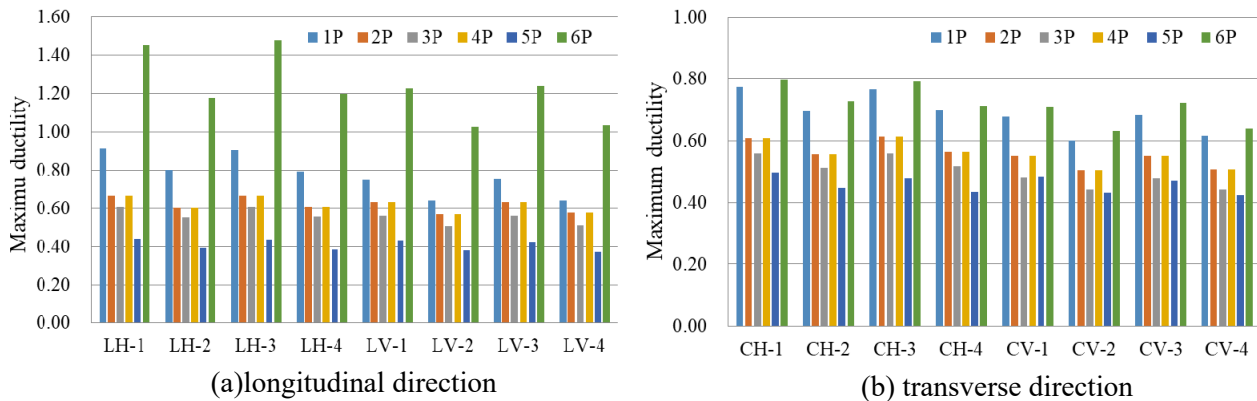 1.60
1.40
1.20
1.00
0.80
0.60
0.40
0.20
0.00
Maximu ductility
1P 2P 3P 4P 5P 6P
LH-1 LH-2 LH-3 LH-4 LV-1 LV-2 LV-3 LV-4
(a)longitudinal direction
1.00
0.80
0.60
0.40
0.20
0.00
Maximum ductility
1P 2P 3P 4P 5P 6P
CH-1 CH-2 CH-3 CH-4 CV-1 CV-2 CV-3 CV-4
(b) transverse direction